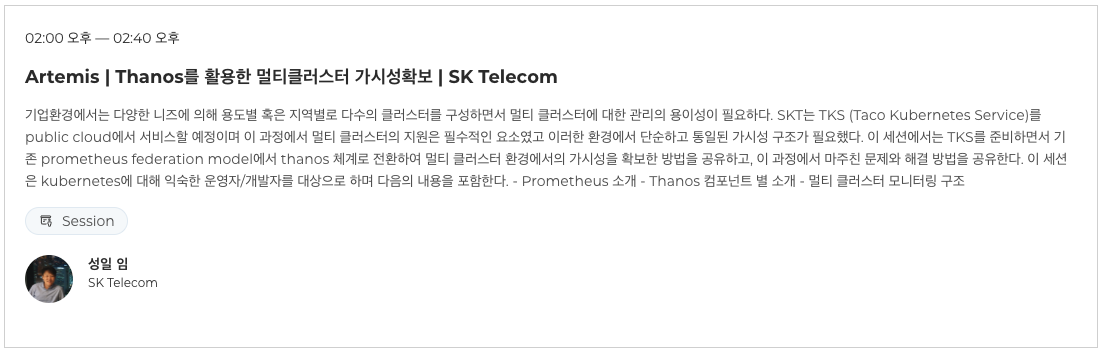 02:00 오후 — 02:40 오후
Artemis | Thanos를 활용한 멀티클러스터 가시성확보 | SK Telecom
기업환경에서는 다양한 니즈에 의해 용도별 혹은 지역별로 다수의 클러스터를 구성하면서 멀티 클러스터에 대한 관리의 용이성이 필요하다. SKT는 TKS (Taco Kubernetes Service)를
public cloud에서 서비스할 예정이며 이 과정에서 멀티 클러스터의 지원은 필수적인 요소였고 이러한 환경에서 단순하고 통일된 가시성 구조가 필요했다. 이 세션에서는 TKS를 준비하면서 기
존 prometheus federation model에서 thanos 체계로 전환하여 멀티 클러스터 환경에서의 가시성을 확보한 방법을 공유하고, 이 과정에서 마주친 문제와 해결 방법을 공유한다. 이 세션
은 kubernetes에 대해 익숙한 운영자/개발자를 대상으로 하며 다음의 내용을 포함한다. - Prometheus 소개 - Thanos 컴포넌트 별 소개 - 멀티 클러스터 모니터링 구조
Session
성일 임
SK Telecom